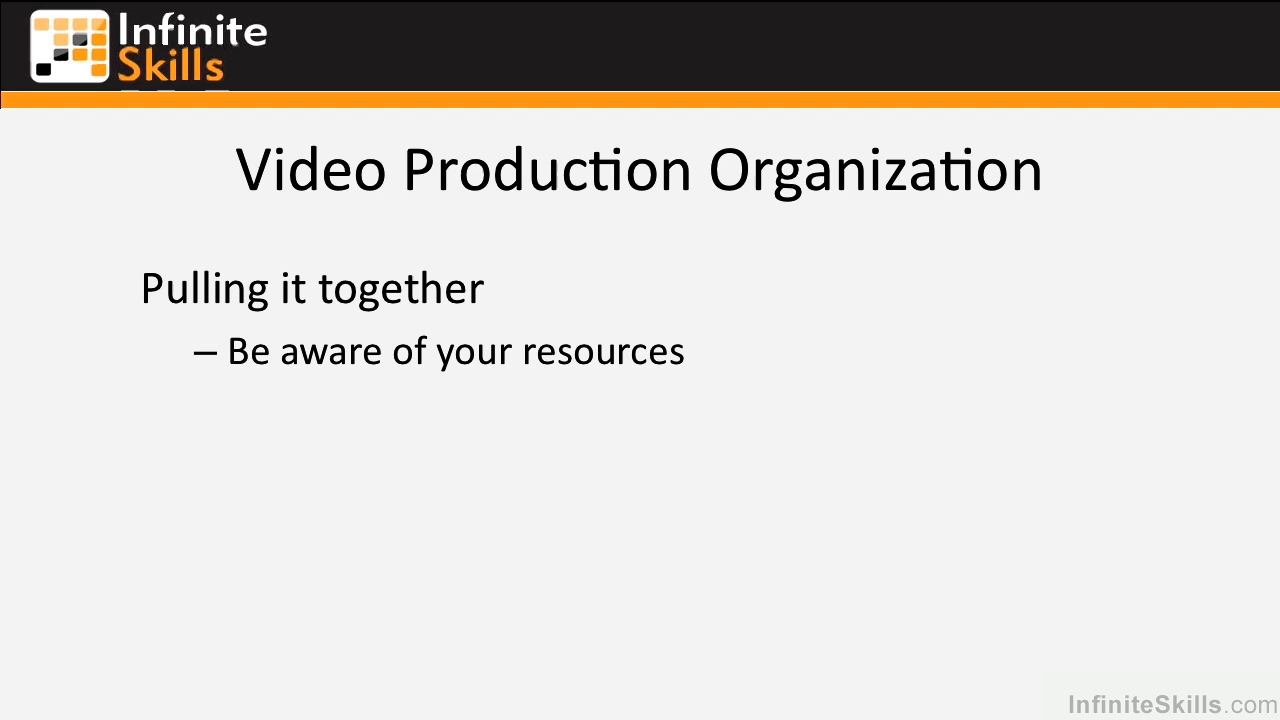 Infinite
Skills
Video Production Organization
Pulling it together
– Be aware of your resources
InfiniteSkills.com